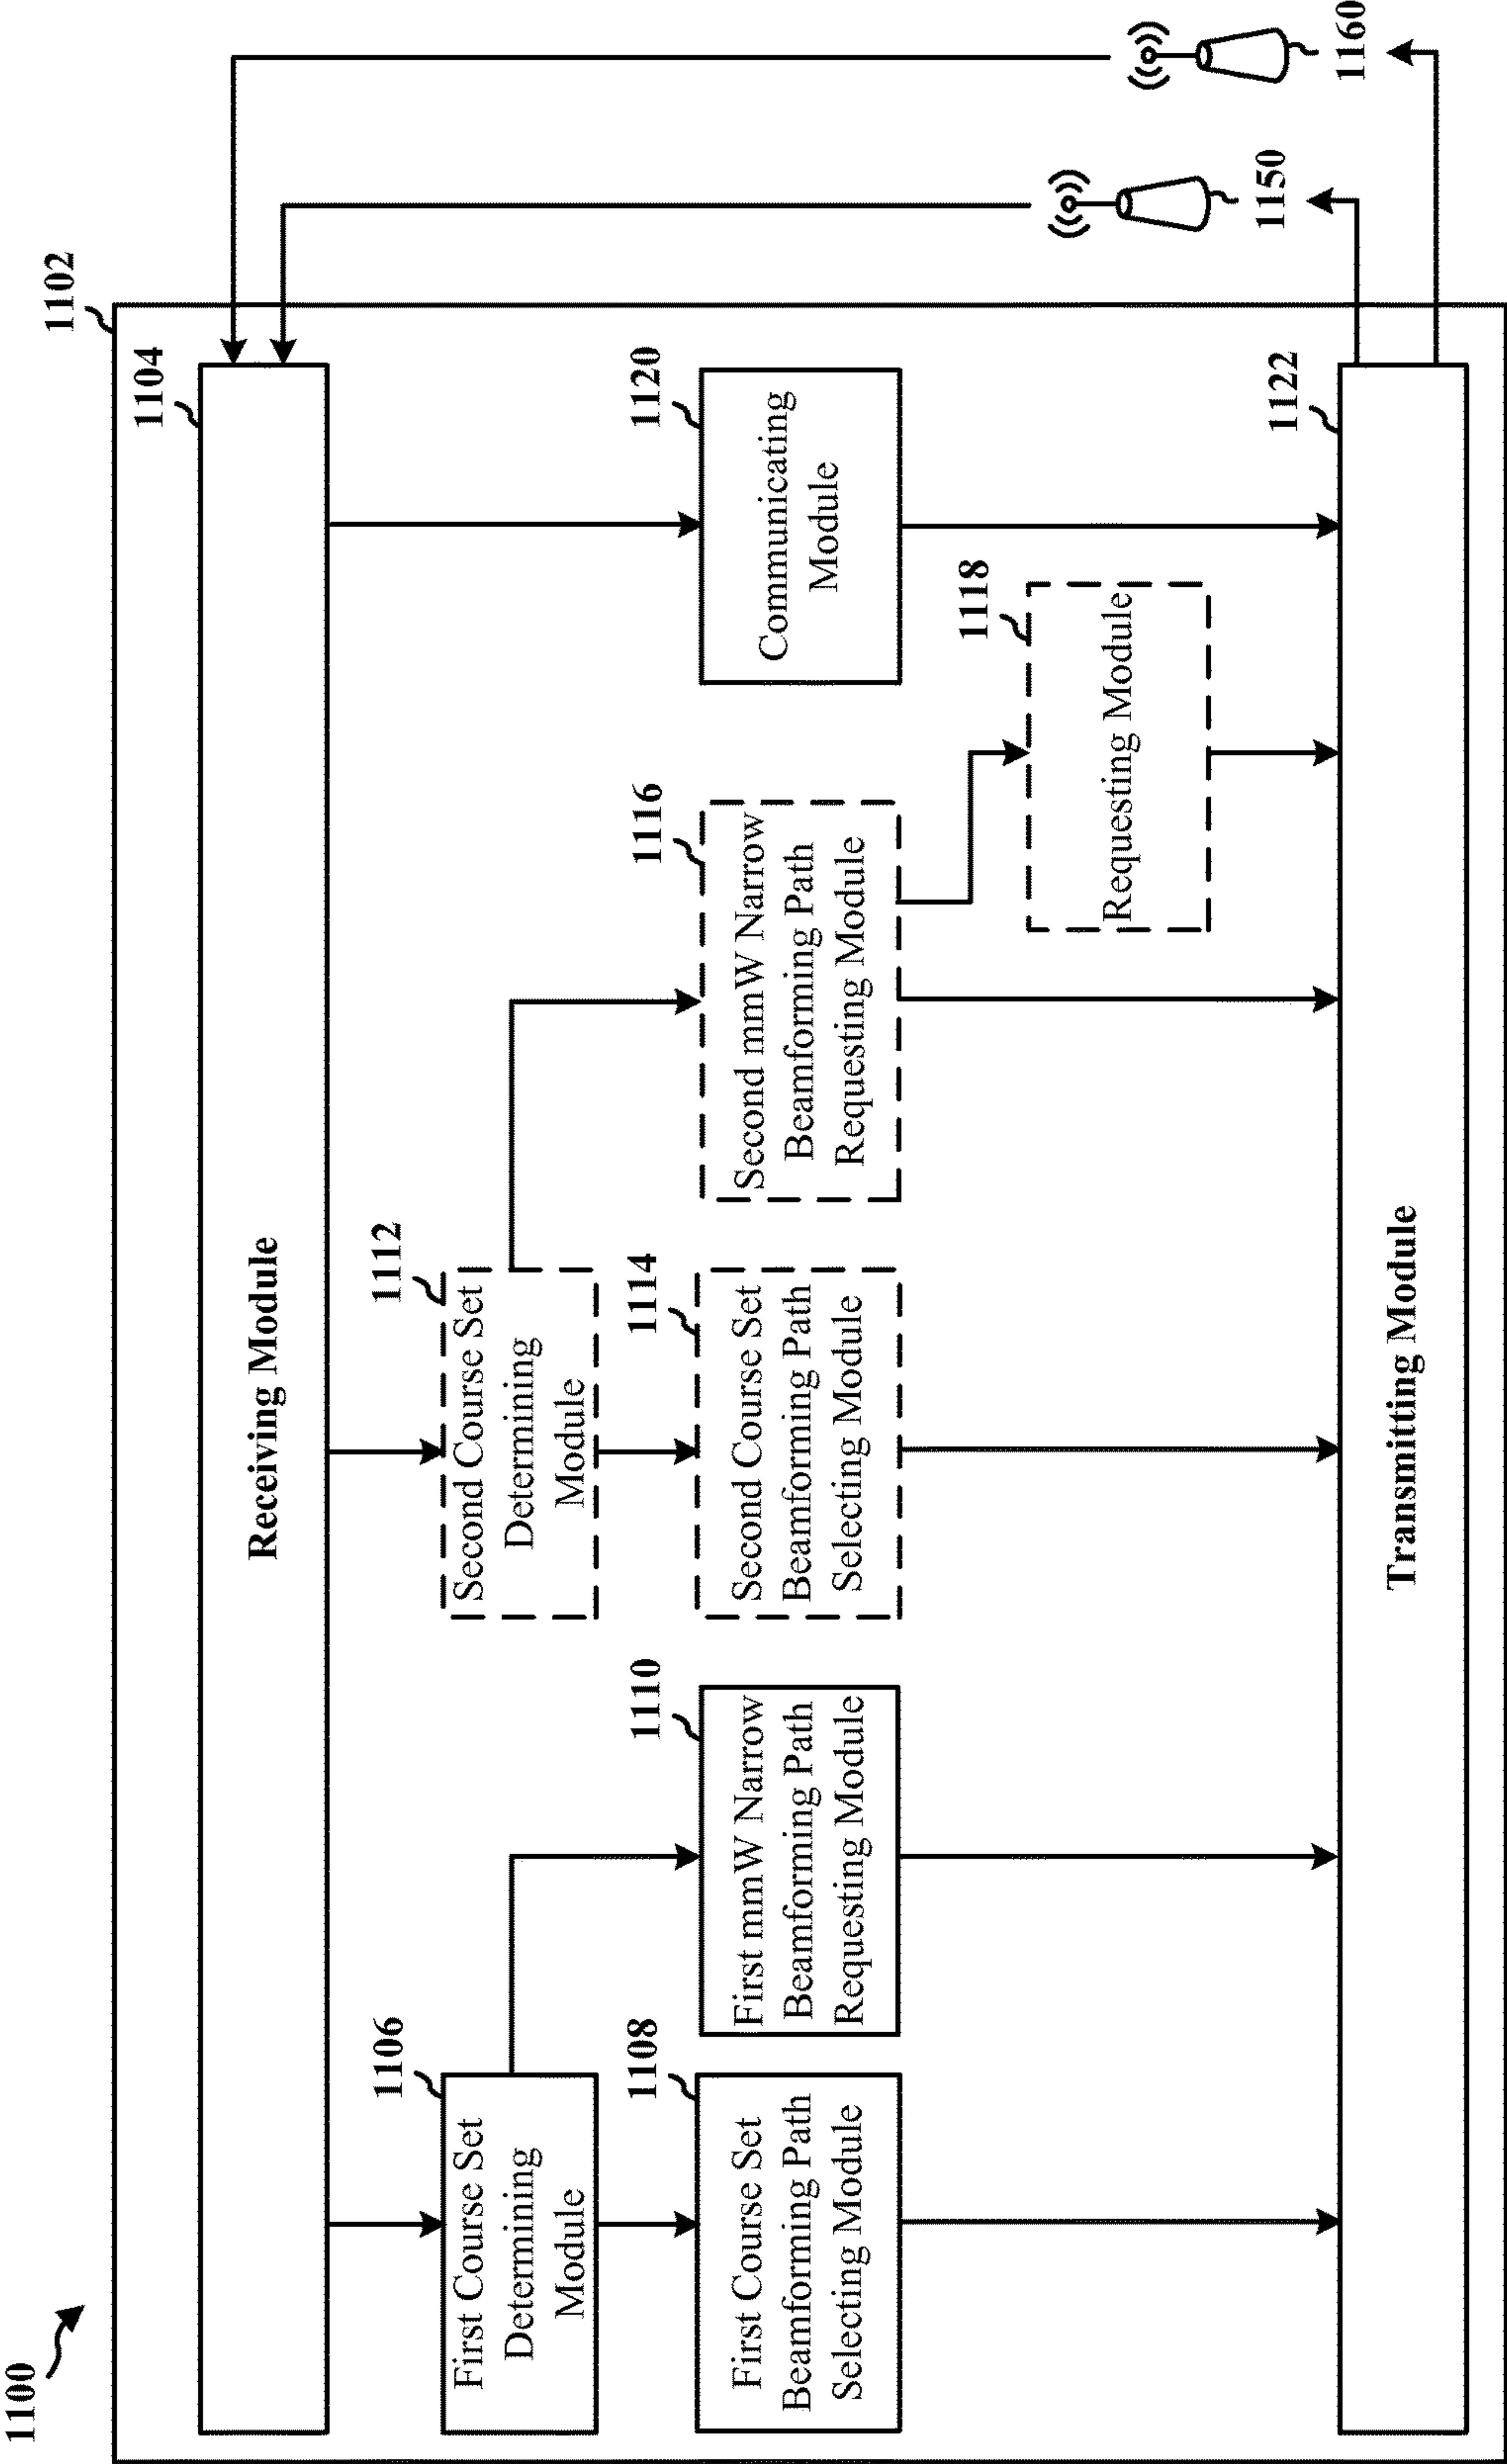 1100
1102
1104
Receiving Module
1106
First Course Set
Determining
Module
1108
First Course Set
Beamforming Path
Selecting Module
1110
First mmW Narrow
Beamforming Path
Requesting Module
1112
Second Course Set
Determining
Module
1114
Second Course Set
Beamforming Path
Selecting Module
1116
Second mmW Narrow
Beamforming Path
Requesting Module
1118
Requesting Module
1120
Communicating
Module
1122
Transmitting Module
1150
1160